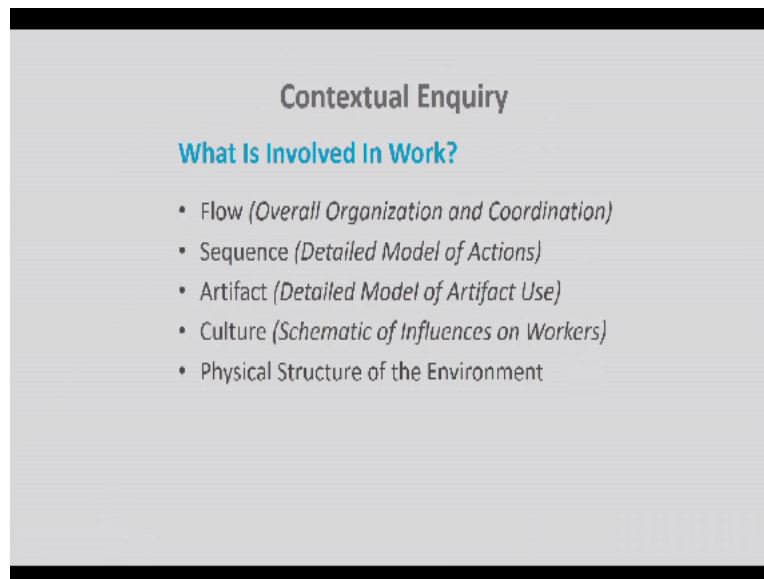 Contextual Enquiry
What Is Involved In Work?
• Flow (Overall Organization and Coordination)
• Sequence (Detailed Model of Actions)
• Artifact (Detailed Model of Artifact Use)
• Culture (Schematic of Influences on Workers)
• Physical Structure of the Environment